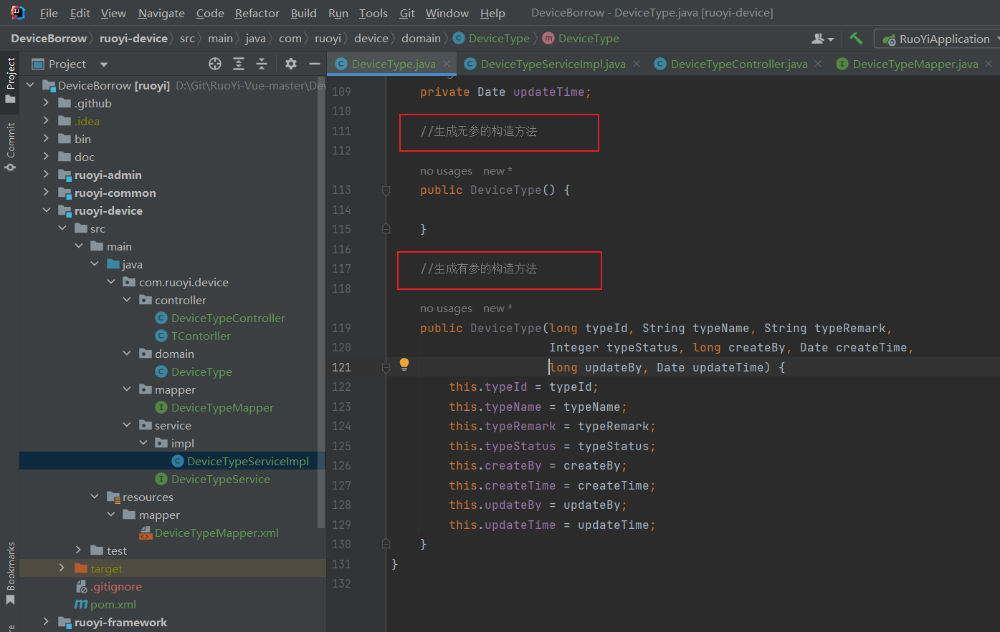 File Edit View Navigate Code Refactor Build Run Tools Git Window Help DeviceBorrow - DeviceType.java [ruoyi-device]
DeviceBorrow ruoyi-device src main java com ruoyi device domain DeviceType DeviceType RuoYiApplication
Project
DeviceType.java DeviceTypeServiceImpl.java DeviceTypeController.java DeviceTypeMapper.java
Project
Commit
Bookmarks
DeviceBorrow [ruoyi] D:\Git\RuoYi-Vue-master\De
.github
.idea
bin
doc
ruoyi-admin
ruoyi-common
ruoyi-device
src
main
java
com.ruoyi.device
controller
DeviceTypeController
TContorller
domain
DeviceType
mapper
DeviceTypeMapper
service
impl
DeviceTypeServiceImpl
DeviceTypeService
resources
mapper
DeviceTypeMapper.xml
test
target
.gitignore
pom.xml
ruoyi-framework
109 private Date updateTime;
110
111 //生成无参的构造方法
112
no usages new *
113 public DeviceType() {
114
115 }
116
117 //生成有参的构造方法
118
no usages new *
119 public DeviceType(long typeId, String typeName, String typeRemark,
120 Integer typeStatus, long createBy, Date createTime,
121 long updateBy, Date updateTime) {
122 this.typeId = typeId;
123 this.typeName = typeName;
124 this.typeRemark = typeRemark;
125 this.typeStatus = typeStatus;
126 this.createBy = createBy;
127 this.createTime = createTime;
128 this.updateBy = updateBy;
129 this.updateTime = updateTime;
130 }
131 }
132